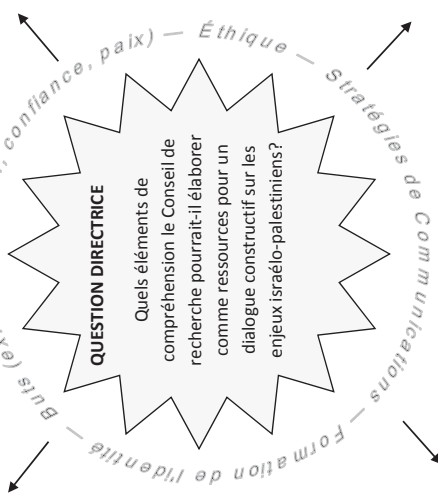 QUESTION DIRECTRICE
Quels éléments de
compréhension le Conseil de
recherche pourrait-il élaborer
comme ressources pour un
dialogue constructif sur les
enjeux israélo-palestiniens?
confiance, paix) — Éthique — Stratégies de Communications — Formation de l'identité — Buts